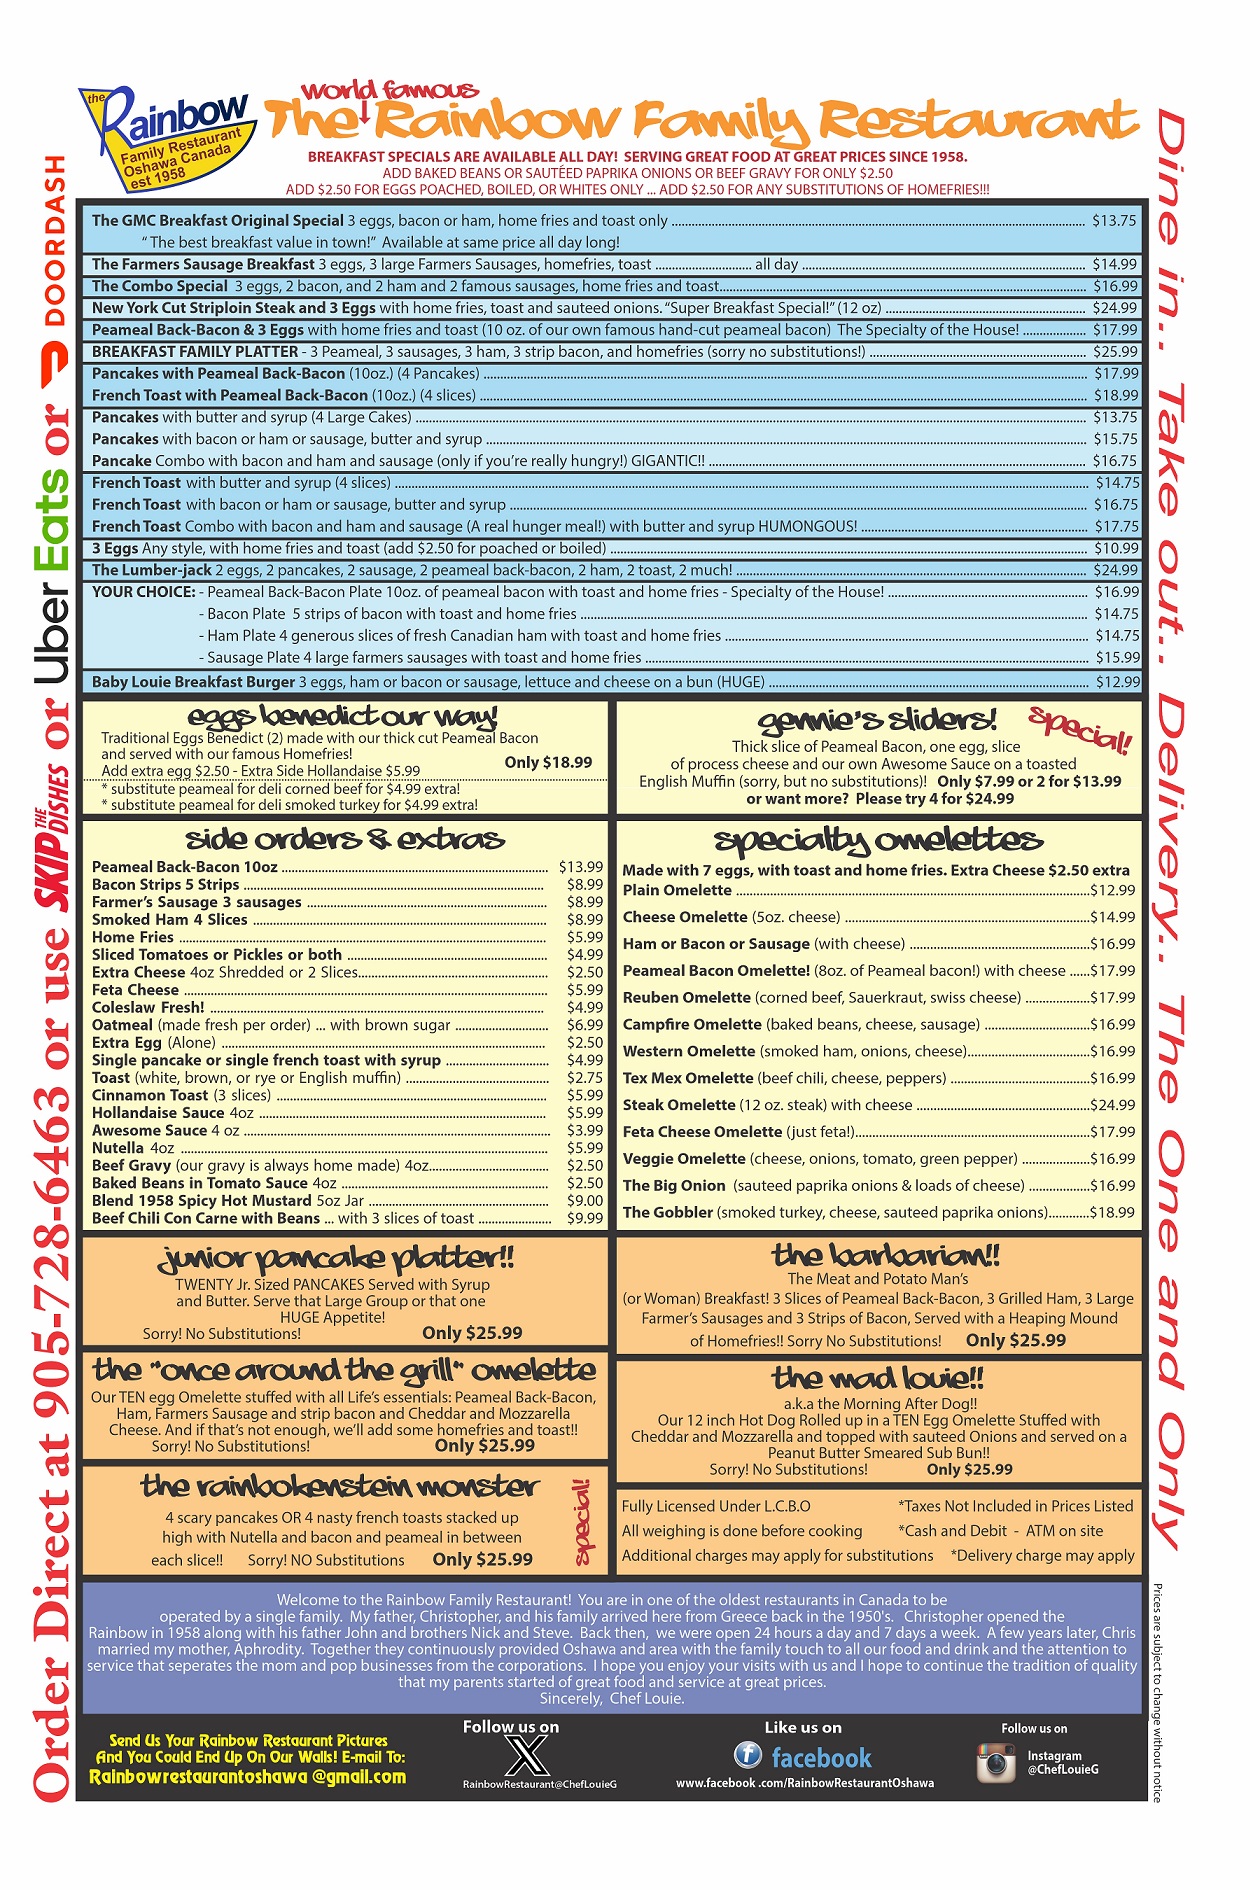 the
Rainbow
Family Restaurant
Oshawa Canada
est 1958
world famous
The Rainbow Family Restaurant
BREAKFAST SPECIALS ARE AVAILABLE ALL DAY! SERVING GREAT FOOD AT GREAT PRICES SINCE 1958.
ADD BAKED BEANS OR SAUTÉED PAPRIKA ONIONS OR BEEF GRAVY FOR ONLY $2.50
ADD $2.50 FOR EGGS POACHED, BOILED, OR WHITES ONLY ... ADD $2.50 FOR ANY SUBSTITUTIONS OF HOMEFRIES!!!
The GMC Breakfast Original Special 3 eggs, bacon or ham, home fries and toast only ... $13.75
“ The best breakfast value in town!” Available at same price all day long!
The Farmers Sausage Breakfast 3 eggs, 3 large Farmers Sausages, homefries, toast ... all day ... $14.99
The Combo Special 3 eggs, 2 bacon, and 2 ham and 2 famous sausages, home fries and toast... $16.99
New York Cut Striploin Steak and 3 Eggs with home fries, toast and sauteed onions. “Super Breakfast Special!” (12 oz) ... $24.99
Peameal Back-Bacon & 3 Eggs with home fries and toast (10 oz. of our own famous hand-cut peameal bacon) The Specialty of the House! ... $17.99
BREAKFAST FAMILY PLATTER - 3 Peameal, 3 sausages, 3 ham, 3 strip bacon, and homefries (sorry no substitutions!) ... $25.99
Pancakes with Peameal Back-Bacon (10oz.) (4 Pancakes) ... $17.99
French Toast with Peameal Back-Bacon (10oz.) (4 slices) ... $18.99
Pancakes with butter and syrup (4 Large Cakes) ... $13.75
Pancakes with bacon or ham or sausage, butter and syrup ... $15.75
Pancake Combo with bacon and ham and sausage (only if you’re really hungry!) GIGANTIC!! ... $16.75
French Toast with butter and syrup (4 slices) ... $14.75
French Toast with bacon or ham or sausage, butter and syrup ... $16.75
French Toast Combo with bacon and ham and sausage (A real hunger meal!) with butter and syrup HUMONGOUS! ... $17.75
3 Eggs Any style, with home fries and toast (add $2.50 for poached or boiled) ... $10.99
The Lumber-jack 2 eggs, 2 pancakes, 2 sausage, 2 peameal back-bacon, 2 ham, 2 toast, 2 much! ... $24.99
YOUR CHOICE: - Peameal Back-Bacon Plate 10oz. of peameal bacon with toast and home fries - Specialty of the House! ... $16.99
- Bacon Plate 5 strips of bacon with toast and home fries ... $14.75
- Ham Plate 4 generous slices of fresh Canadian ham with toast and home fries ... $14.75
- Sausage Plate 4 large farmers sausages with toast and home fries ... $15.99
Baby Louie Breakfast Burger 3 eggs, ham or bacon or sausage, lettuce and cheese on a bun (HUGE) ... $12.99
eggs benedict our way!
Traditional Eggs Benedict (2) made with our thick cut Peameal Bacon
and served with our famous Homefries!
Only $18.99
Add extra egg $2.50 - Extra Side Hollandaise $5.99
* substitute peameal for deli corned beef for $4.99 extra!
* substitute peameal for deli smoked turkey for $4.99 extra!
gennie's sliders!
special!
Thick slice of Peameal Bacon, one egg, slice
of process cheese and our own Awesome Sauce on a toasted
English Muffin (sorry, but no substitutions)! Only $7.99 or 2 for $13.99
or want more? Please try 4 for $24.99
side orders & extras
Peameal Back-Bacon 10oz ... $13.99
Bacon Strips 5 Strips ... $8.99
Farmer’s Sausage 3 sausages ... $8.99
Smoked Ham 4 Slices ... $8.99
Home Fries ... $5.99
Sliced Tomatoes or Pickles or both ... $4.99
Extra Cheese 4oz Shredded or 2 Slices... $2.50
Feta Cheese ... $5.99
Coleslaw Fresh! ... $4.99
Oatmeal (made fresh per order) ... with brown sugar ... $6.99
Extra Egg (Alone) ... $2.50
Single pancake or single french toast with syrup ... $4.99
Toast (white, brown, or rye or English muffin) ... $2.75
Cinnamon Toast (3 slices) ... $5.99
Hollandaise Sauce 4oz ... $5.99
Awesome Sauce 4 oz ... $3.99
Nutella 4oz ... $5.99
Beef Gravy (our gravy is always home made) 4oz... $2.50
Baked Beans in Tomato Sauce 4oz ... $2.50
Blend 1958 Spicy Hot Mustard 5oz Jar ... $9.00
Beef Chili Con Carne with Beans ... with 3 slices of toast ... $9.99
specialty omelettes
Made with 7 eggs, with toast and home fries. Extra Cheese $2.50 extra
Plain Omelette ... $12.99
Cheese Omelette (5oz. cheese) ... $14.99
Ham or Bacon or Sausage (with cheese) ... $16.99
Peameal Bacon Omelette! (8oz. of Peameal bacon!) with cheese ... $17.99
Reuben Omelette (corned beef, Sauerkraut, swiss cheese) ... $17.99
Campfire Omelette (baked beans, cheese, sausage) ... $16.99
Western Omelette (smoked ham, onions, cheese)... $16.99
Tex Mex Omelette (beef chili, cheese, peppers) ... $16.99
Steak Omelette (12 oz. steak) with cheese ... $24.99
Feta Cheese Omelette (just feta!)... $17.99
Veggie Omelette (cheese, onions, tomato, green pepper) ... $16.99
The Big Onion (sauteed paprika onions & loads of cheese) ... $16.99
The Gobbler (smoked turkey, cheese, sauteed paprika onions)... $18.99
junior pancake platter!!
TWENTY Jr. Sized PANCAKES Served with Syrup
and Butter. Serve that Large Group or that one
HUGE Appetite!
Sorry! No Substitutions! Only $25.99
the "once around the grill" omelette
Our TEN egg Omelette stuffed with all Life’s essentials: Peameal Back-Bacon,
Ham, Farmers Sausage and strip bacon and Cheddar and Mozzarella
Cheese. And if that’s not enough, we’ll add some homefries and toast!!
Sorry! No Substitutions! Only $25.99
the rainbokenstein monster
4 scary pancakes OR 4 nasty french toasts stacked up
high with Nutella and bacon and peameal in between
each slice!! Sorry! NO Substitutions Only $25.99
special!
the barbarian!!
The Meat and Potato Man’s
(or Woman) Breakfast! 3 Slices of Peameal Back-Bacon, 3 Grilled Ham, 3 Large
Farmer’s Sausages and 3 Strips of Bacon, Served with a Heaping Mound
of Homefries!! Sorry No Substitutions! Only $25.99
the mad louie!!
a.k.a the Morning After Dog!!
Our 12 inch Hot Dog Rolled up in a TEN Egg Omelette Stuffed with
Cheddar and Mozzarella and topped with sauteed Onions and served on a
Peanut Butter Smeared Sub Bun!!
Sorry! No Substitutions! Only $25.99
Fully Licensed Under L.C.B.O *Taxes Not Included in Prices Listed
All weighing is done before cooking *Cash and Debit - ATM on site
Additional charges may apply for substitutions *Delivery charge may apply
Welcome to the Rainbow Family Restaurant! You are in one of the oldest restaurants in Canada to be
operated by a single family. My father, Christopher, and his family arrived here from Greece back in the 1950's. Christopher opened the
Rainbow in 1958 along with his father John and brothers Nick and Steve. Back then, we were open 24 hours a day and 7 days a week. A few years later, Chris
married my mother, Aphrodity. Together they continuously provided Oshawa and area with the family touch to all our food and drink and the attention to
service that seperates the mom and pop businesses from the corporations. I hope you enjoy your visits with us and I hope to continue the tradition of quality
that my parents started of great food and service at great prices.
Sincerely, Chef Louie.
Send Us Your Rainbow Restaurant Pictures
And You Could End Up On Our Walls! E-mail To:
Rainbowrestaurantoshawa @gmail.com
Follow us on
X
RainbowRestaurant@ChefLouieG
Like us on
f facebook
www.facebook .com/RainbowRestaurantOshawa
Follow us on
Instagram
@ChefLouieG
Order Direct at 905-728-6463 or use SKIP THE DISHES or Uber Eats or DOORDASH
Dine in.. Take out.. Delivery.. The One and Only
Prices are subject to change without notice